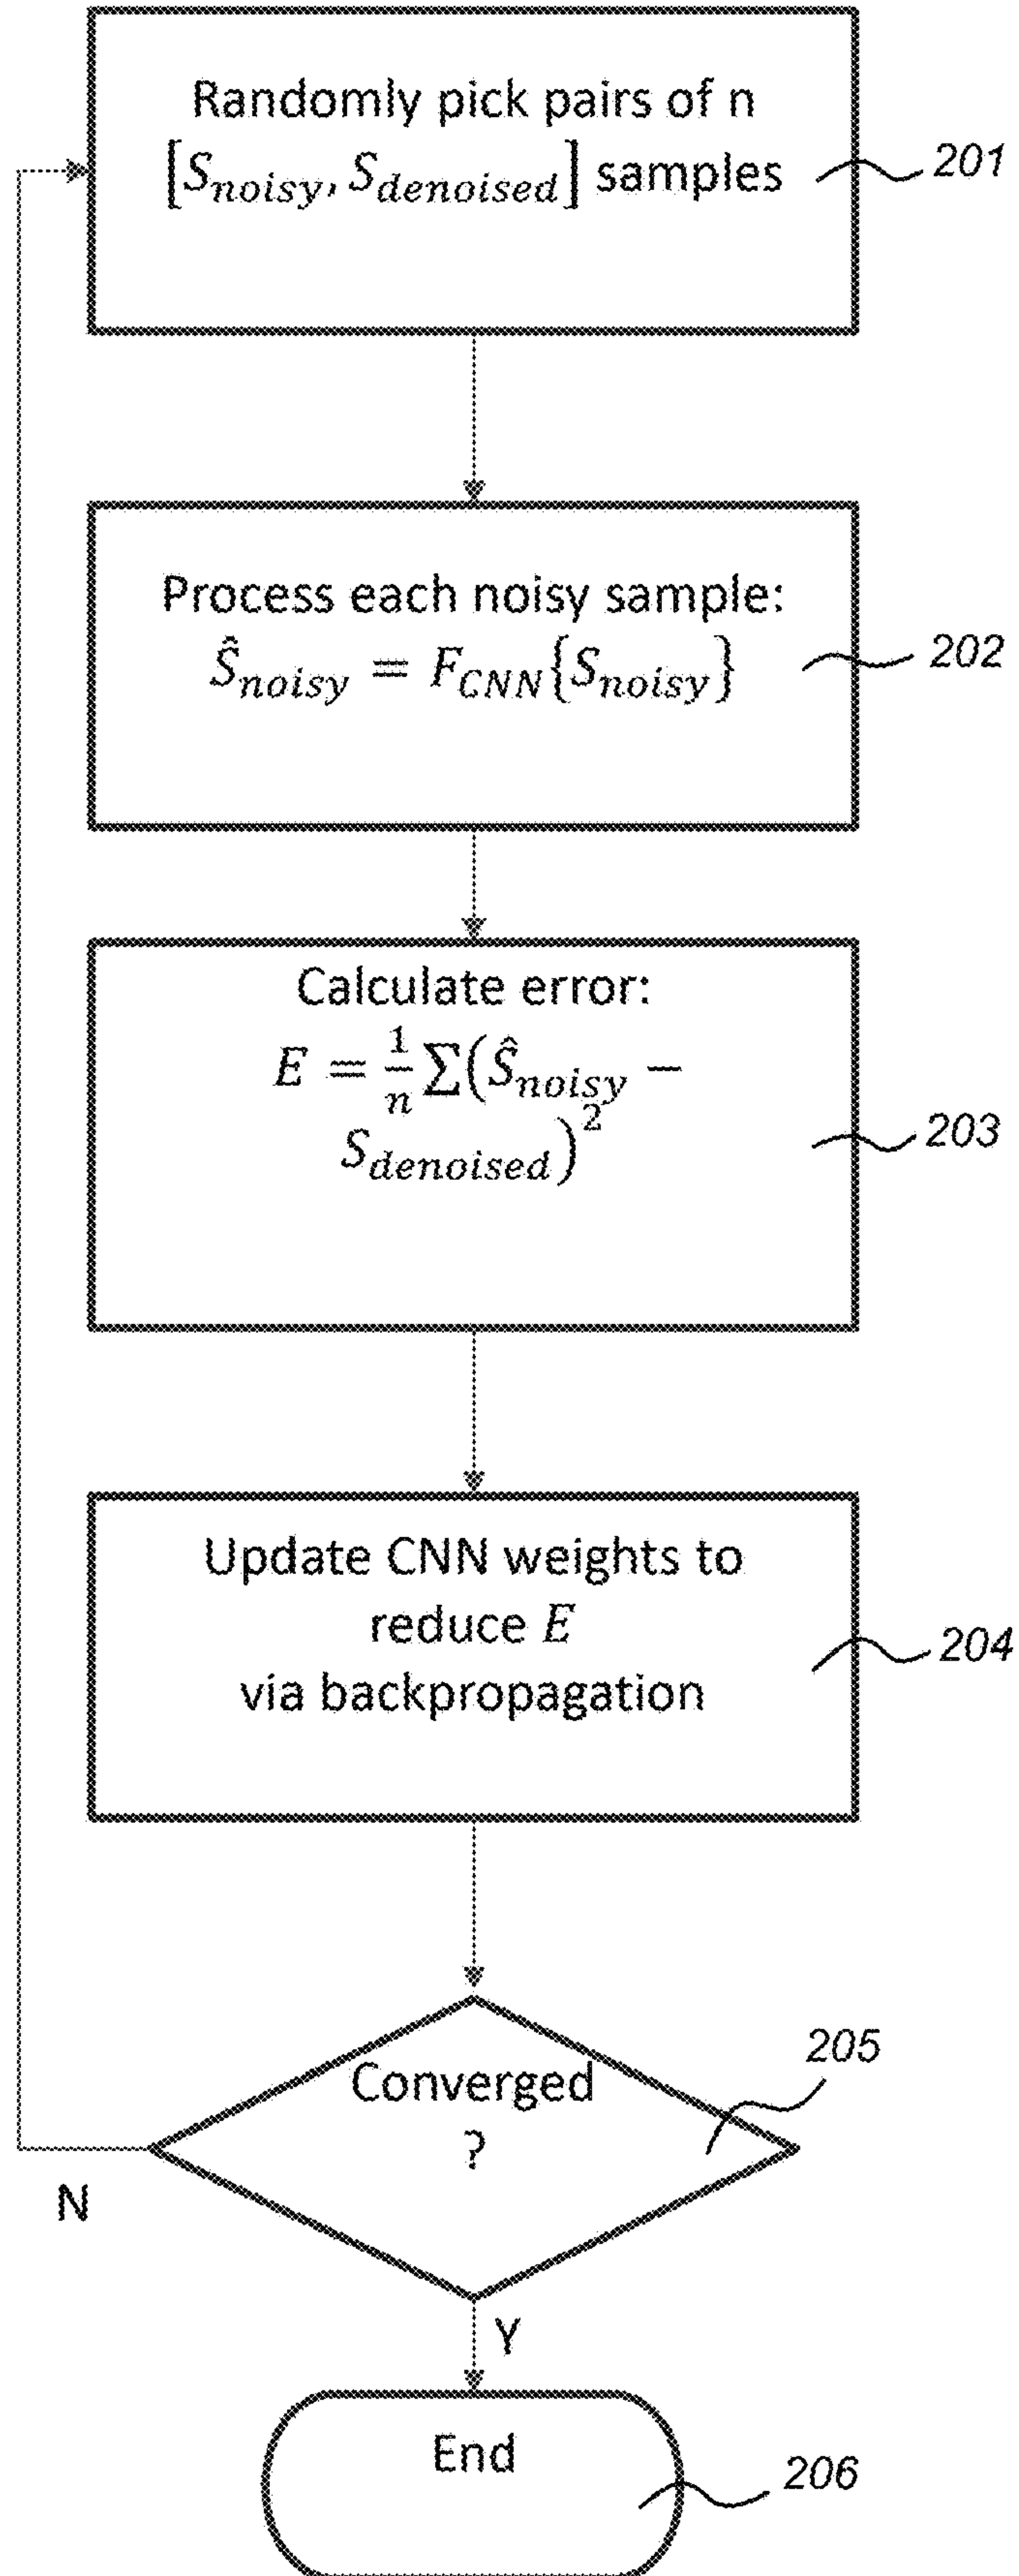 Randomly pick pairs of n
[S_noisy, S_denoised] samples
201
Process each noisy sample:
Ŝ_noisy = F_CNN{S_noisy}
202
Calculate error:
E = 1/n ∑(Ŝ_noisy −
S_denoised)²
203
Update CNN weights to
reduce E
via backpropagation
204
Converged
?
205
N
Y
End
206